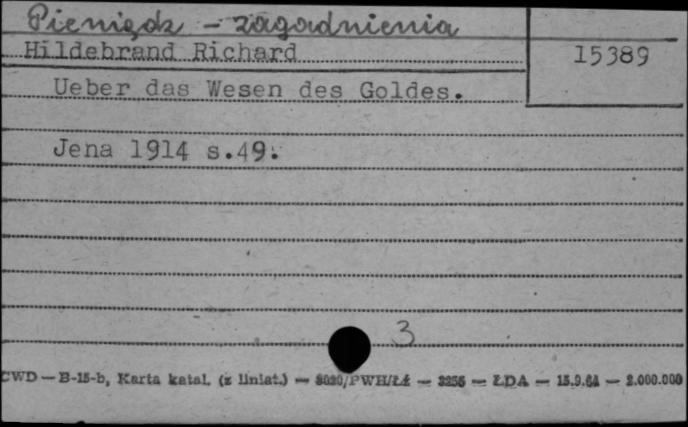 Pieniądz - zagadnienia
Hildebrand Richard
15389
Ueber das Wesen des Goldes.
Jena 1914 s.49.
3
CWD — B-15-b, Karta katal. (z liniat.) — 8020/PWH/ŁŹ — 3256 — ŁDA — 15.9.61 — 2.000.000